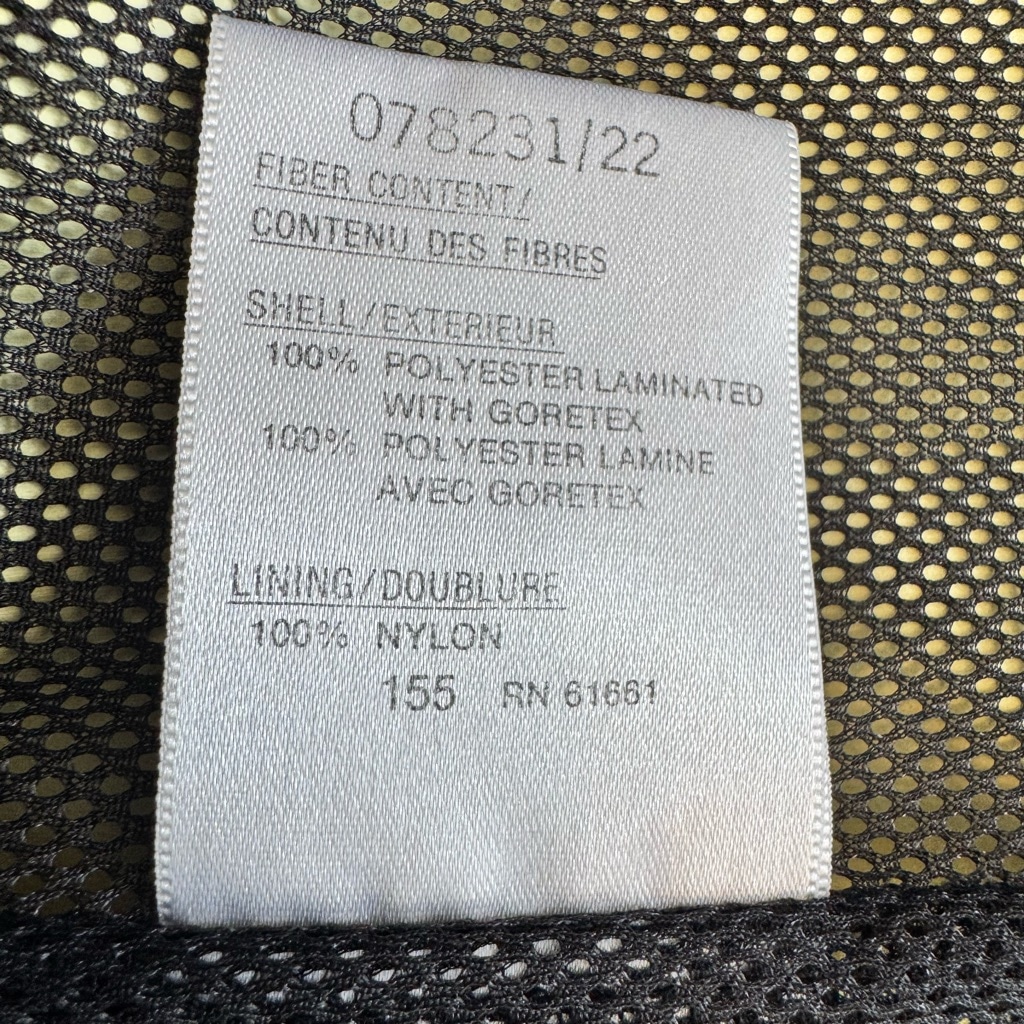 078231/22
FIBER CONTENT/
CONTENU DES FIBRES
SHELL/EXTERIEUR
100% POLYESTER LAMINATED
WITH GORETEX
100% POLYESTER LAMINE
AVEC GORETEX
LINING/DOUBLURE
100% NYLON
155 RN 61661